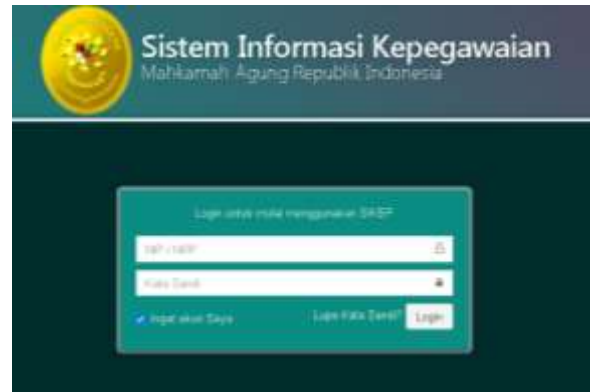 Sistem Informasi Kepegawaian
Mahkamah Agung Republik Indonesia
Login untuk mulai menggunakan SIKEP
NIP / NRP
Kata Sandi
Ingat akun Saya
Lupa Kata Sandi?
Login